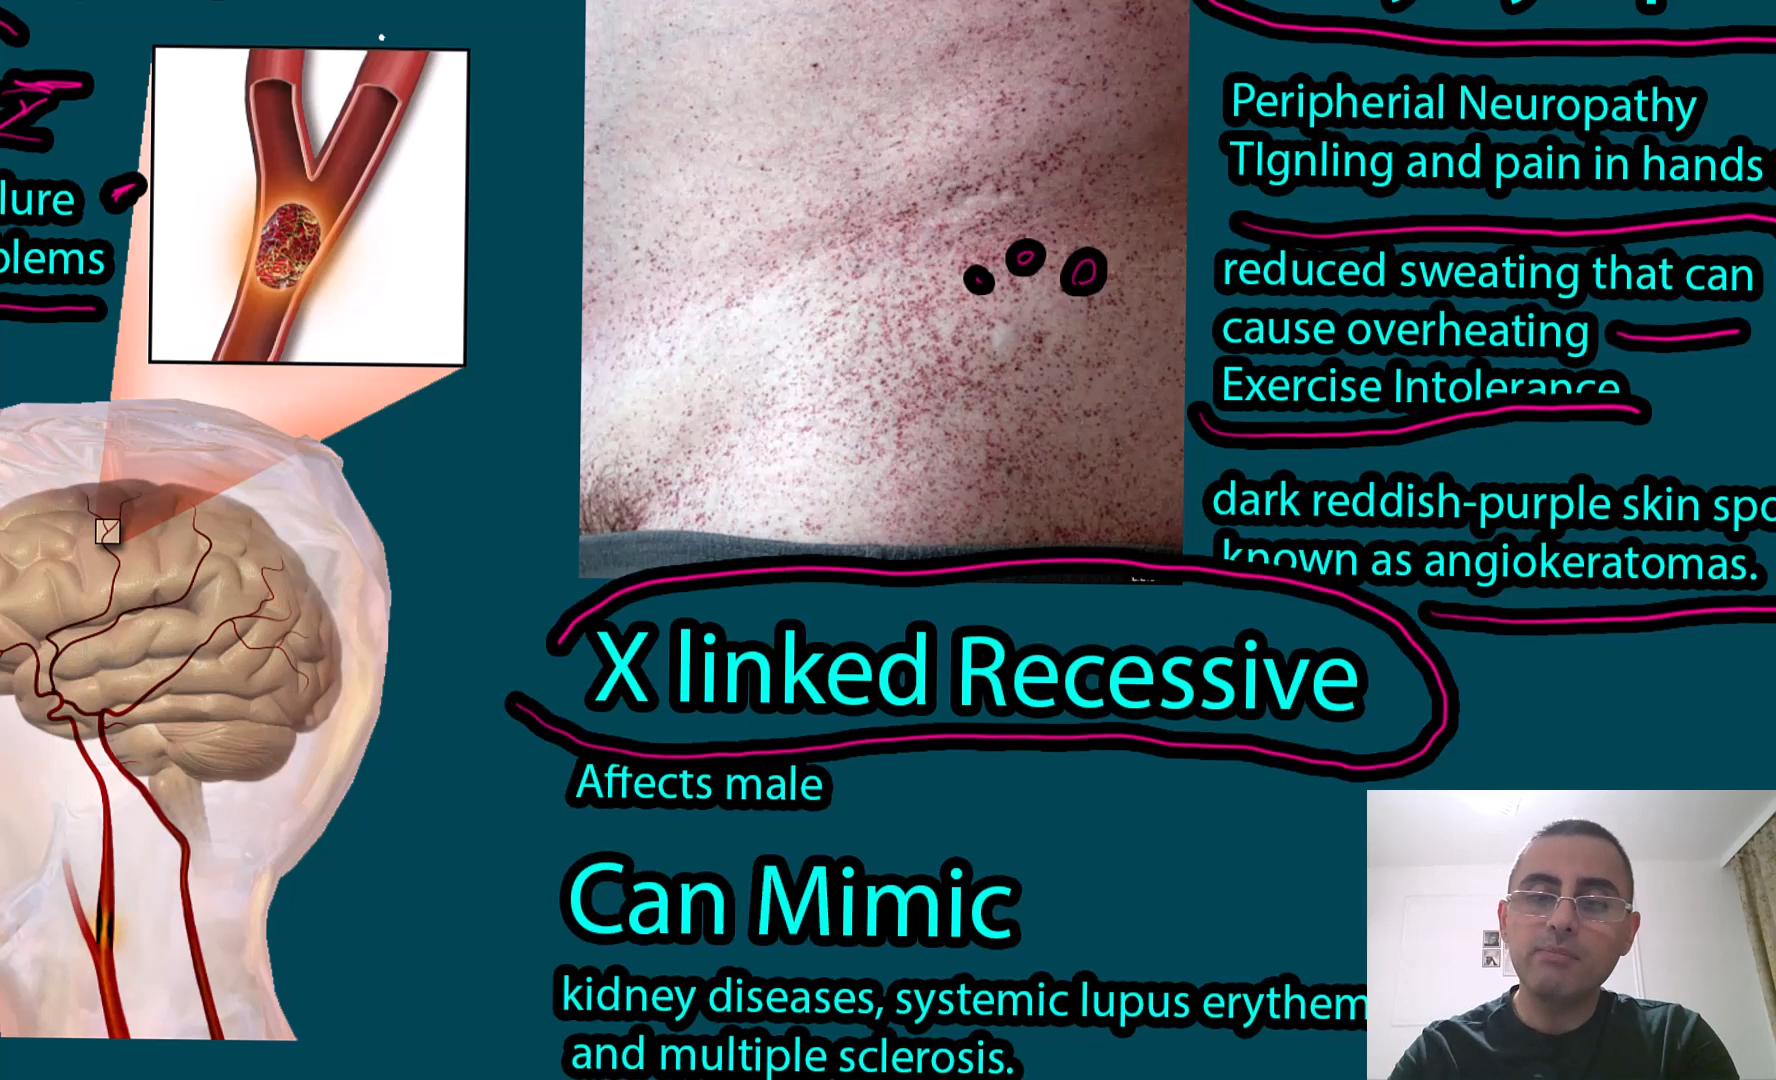 lure
blems
Peripherial Neuropathy
TIgnling and pain in hands
reduced sweating that can
cause overheating
Exercise Intolerance
dark reddish-purple skin spo
known as angiokeratomas.
X linked Recessive
Affects male
Can Mimic
kidney diseases, systemic lupus erythem
and multiple sclerosis.